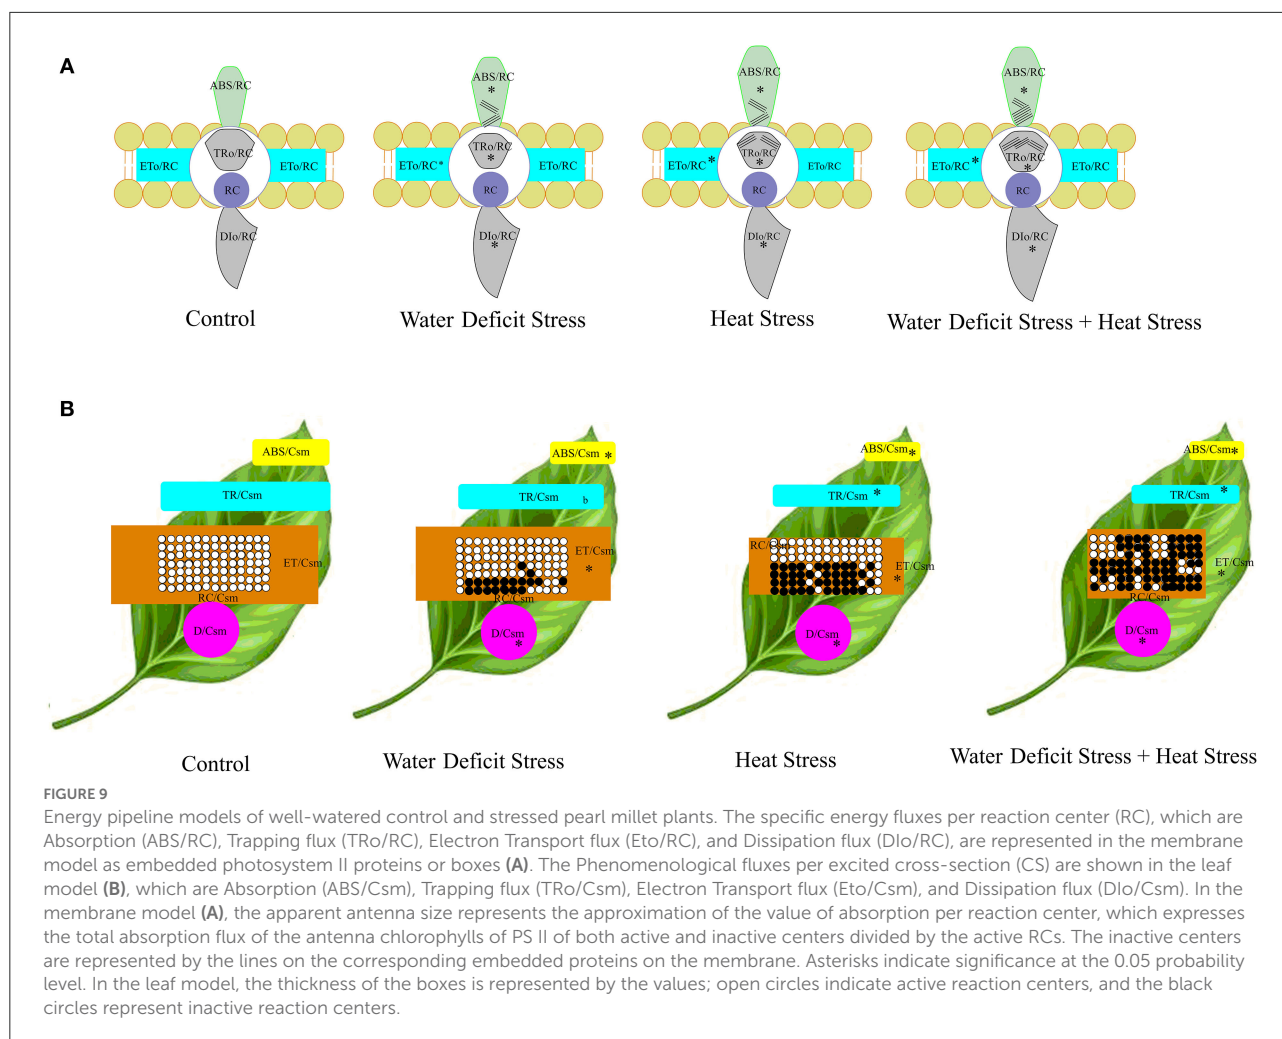 A
ABS/RC
TRo/RC
ETo/RC
ETo/RC
RC
DIo/RC
Control
ABS/RC
*
TRo/RC
*
ETo/RC*
ETo/RC
RC
DIo/RC
*
Water Deficit Stress
ABS/RC
*
TRo/RC
*
ETo/RC*
ETo/RC
RC
DIo/RC
*
Heat Stress
ABS/RC
*
TRo/RC
*
ETo/RC*
ETo/RC
RC
DIo/RC
*
Water Deficit Stress + Heat Stress
B
ABS/Csm
TR/Csm
ET/Csm
RC/Csm
D/Csm
Control
ABS/Csm*
TR/Csm b
ET/Csm
*
RC/Csm
D/Csm
*
Water Deficit Stress
ABS/Csm*
TR/Csm*
RC/Csm
ET/Csm
*
D/Csm
*
Heat Stress
ABS/Csm*
TR/Csm*
ET/Csm
*
RC/Csm
D/Csm
*
Water Deficit Stress + Heat Stress
FIGURE 9
Energy pipeline models of well-watered control and stressed pearl millet plants. The specific energy fluxes per reaction center (RC), which are
Absorption (ABS/RC), Trapping flux (TRo/RC), Electron Transport flux (Eto/RC), and Dissipation flux (DIo/RC), are represented in the membrane
model as embedded photosystem II proteins or boxes (A). The Phenomenological fluxes per excited cross-section (CS) are shown in the leaf
model (B), which are Absorption (ABS/Csm), Trapping flux (TRo/Csm), Electron Transport flux (Eto/Csm), and Dissipation flux (DIo/Csm). In the
membrane model (A), the apparent antenna size represents the approximation of the value of absorption per reaction center, which expresses
the total absorption flux of the antenna chlorophylls of PS II of both active and inactive centers divided by the active RCs. The inactive centers
are represented by the lines on the corresponding embedded proteins on the membrane. Asterisks indicate significance at the 0.05 probability
level. In the leaf model, the thickness of the boxes is represented by the values; open circles indicate active reaction centers, and the black
circles represent inactive reaction centers.